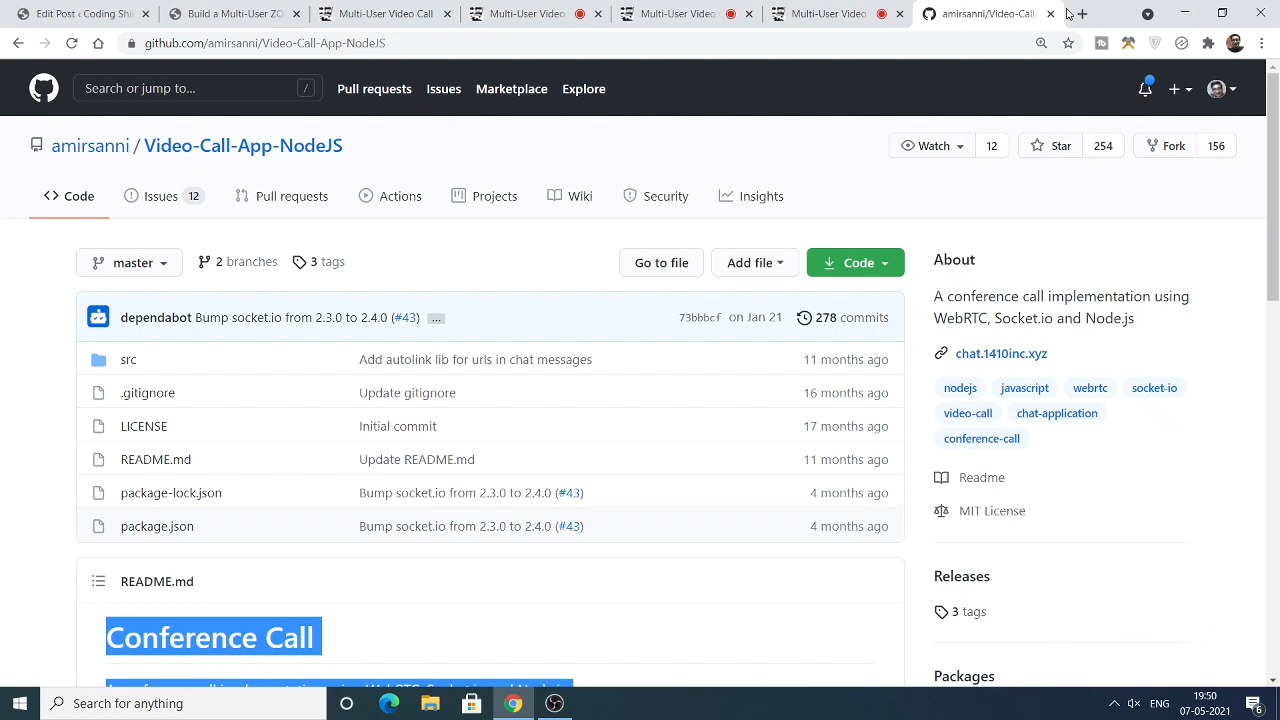 Edit Post ‹ Coding Shi
Build a Multi-User ZO
Multi-User Video Call
Multi-User Video
Multi-User Video
Multi-User Video
amirsanni/Video-Call-
github.com/amirsanni/Video-Call-App-NodeJS
Search or jump to...
/
Pull requests
Issues
Marketplace
Explore
amirsanni / Video-Call-App-NodeJS
Watch 12
Star 254
Fork 156
Code
Issues 12
Pull requests
Actions
Projects
Wiki
Security
Insights
master
2 branches
3 tags
Go to file
Add file
Code
dependabot Bump socket.io from 2.3.0 to 2.4.0 (#43) ... 73bbbcf on Jan 21 278 commits
src Add autolink lib for urls in chat messages 11 months ago
.gitignore Update gitignore 16 months ago
LICENSE Initial commit 17 months ago
README.md Update README.md 11 months ago
package-lock.json Bump socket.io from 2.3.0 to 2.4.0 (#43) 4 months ago
package.json Bump socket.io from 2.3.0 to 2.4.0 (#43) 4 months ago
README.md
Conference Call
About
A conference call implementation using
WebRTC, Socket.io and Node.js
chat.1410inc.xyz
nodejs javascript webrtc socket-io
video-call chat-application
conference-call
Readme
MIT License
Releases
3 tags
Packages
Search for anything
ENG
19:50
07-05-2021
6